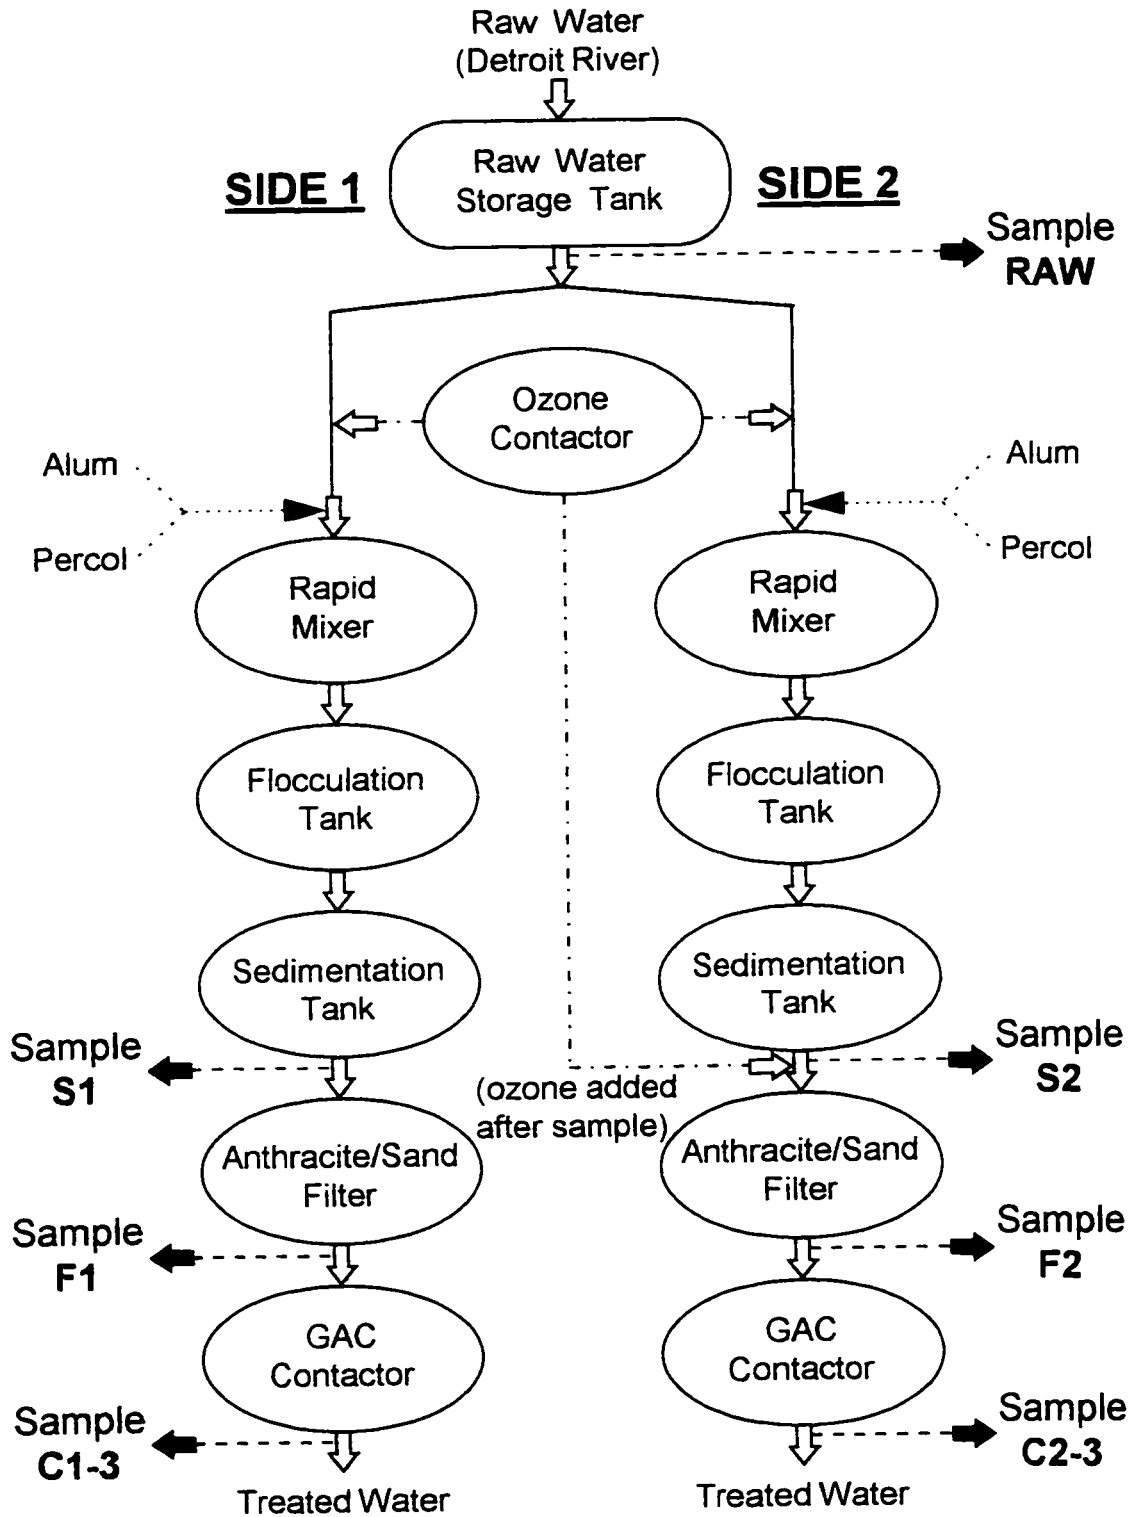 Raw Water
(Detroit River)
Raw Water
Storage Tank
SIDE 1
SIDE 2
Sample
RAW
Ozone
Contactor
Alum
Percol
Alum
Percol
Rapid
Mixer
Rapid
Mixer
Flocculation
Tank
Flocculation
Tank
Sedimentation
Tank
Sedimentation
Tank
Sample
S1
Sample
S2
(ozone added
after sample)
Anthracite/Sand
Filter
Anthracite/Sand
Filter
Sample
F1
Sample
F2
GAC
Contactor
GAC
Contactor
Sample
C1-3
Sample
C2-3
Treated Water
Treated Water